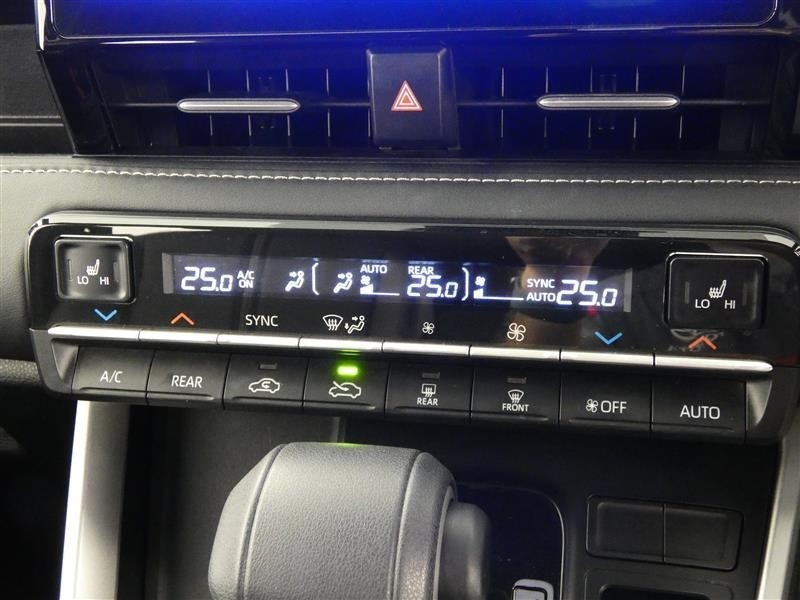 LO HI
25.0 A/C ON AUTO REAR 25.0 SYNC AUTO 25.0
LO HI
SYNC
A/C REAR REAR FRONT OFF AUTO